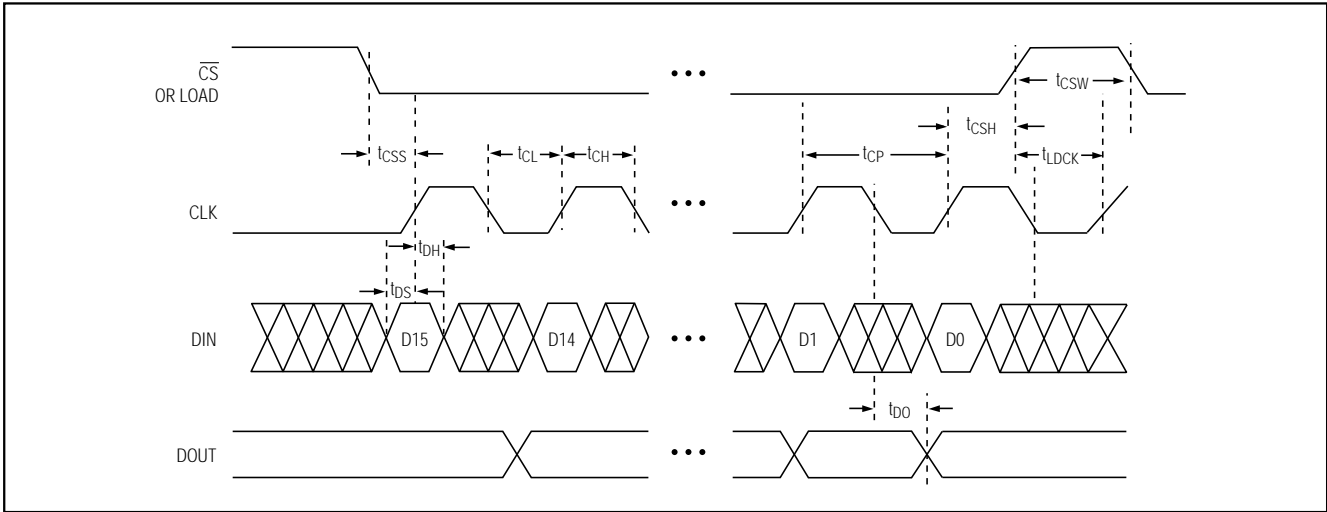 CS
OR LOAD
tCSS
tCL
tCH
tCP
tCSH
tCSW
tLDCK
CLK
tDH
tDS
DIN
D15
D14
D1
D0
tDO
DOUT